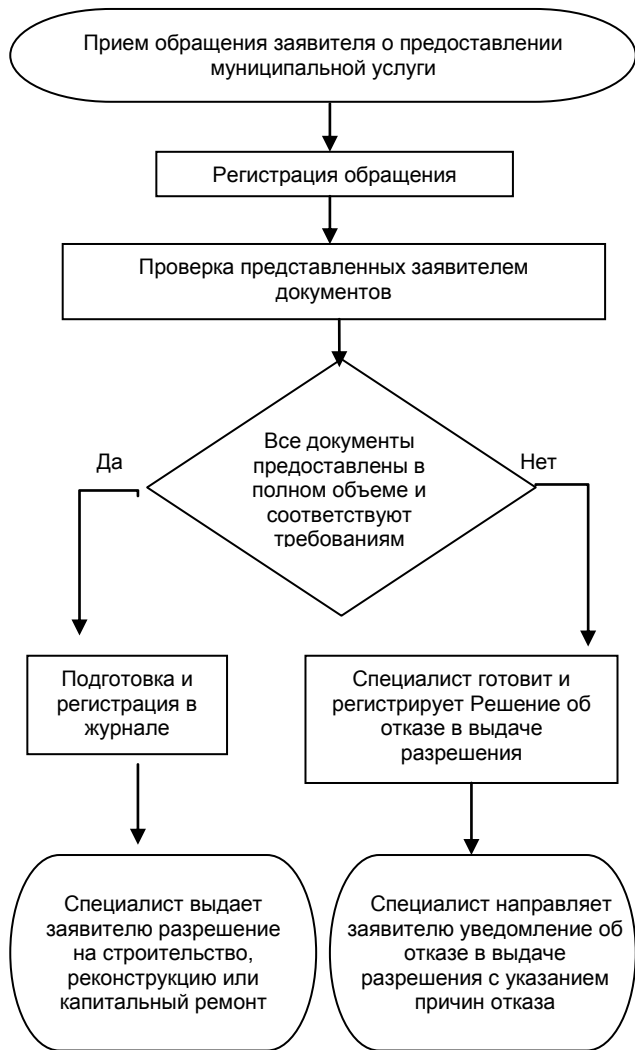 Прием обращения заявителя о предоставлении
муниципальной услуги
Регистрация обращения
Проверка представленных заявителем
документов
Все документы
предоставлены в
полном объеме и
соответствуют
требованиям
Да
Нет
Подготовка и
регистрация в
журнале
Специалист готовит и
регистрирует Решение об
отказе в выдаче
разрешения
Специалист выдает
заявителю разрешение
на строительство,
реконструкцию или
капитальный ремонт
Специалист направляет
заявителю уведомление об
отказе в выдаче
разрешения с указанием
причин отказа